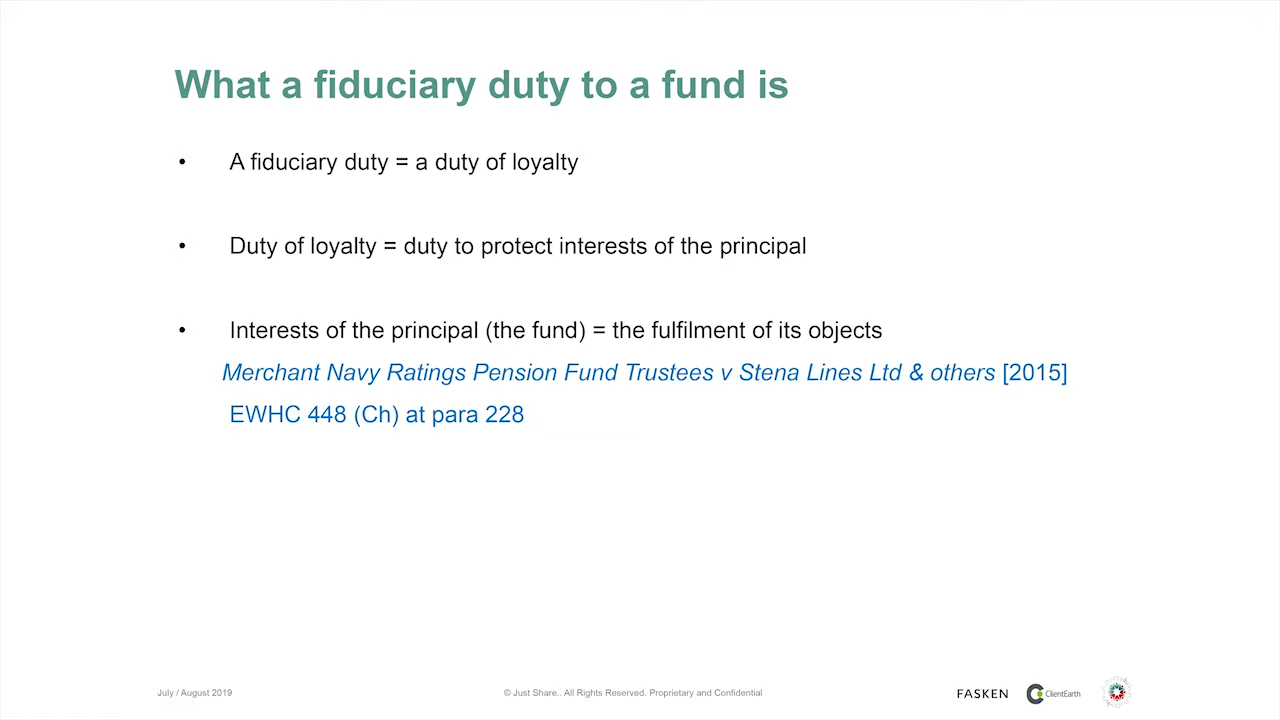 What a fiduciary duty to a fund is
• A fiduciary duty = a duty of loyalty
• Duty of loyalty = duty to protect interests of the principal
• Interests of the principal (the fund) = the fulfilment of its objects
Merchant Navy Ratings Pension Fund Trustees v Stena Lines Ltd & others [2015]
EWHC 448 (Ch) at para 228
July / August 2019
© Just Share.. All Rights Reserved. Proprietary and Confidential
FASKEN
ClientEarth